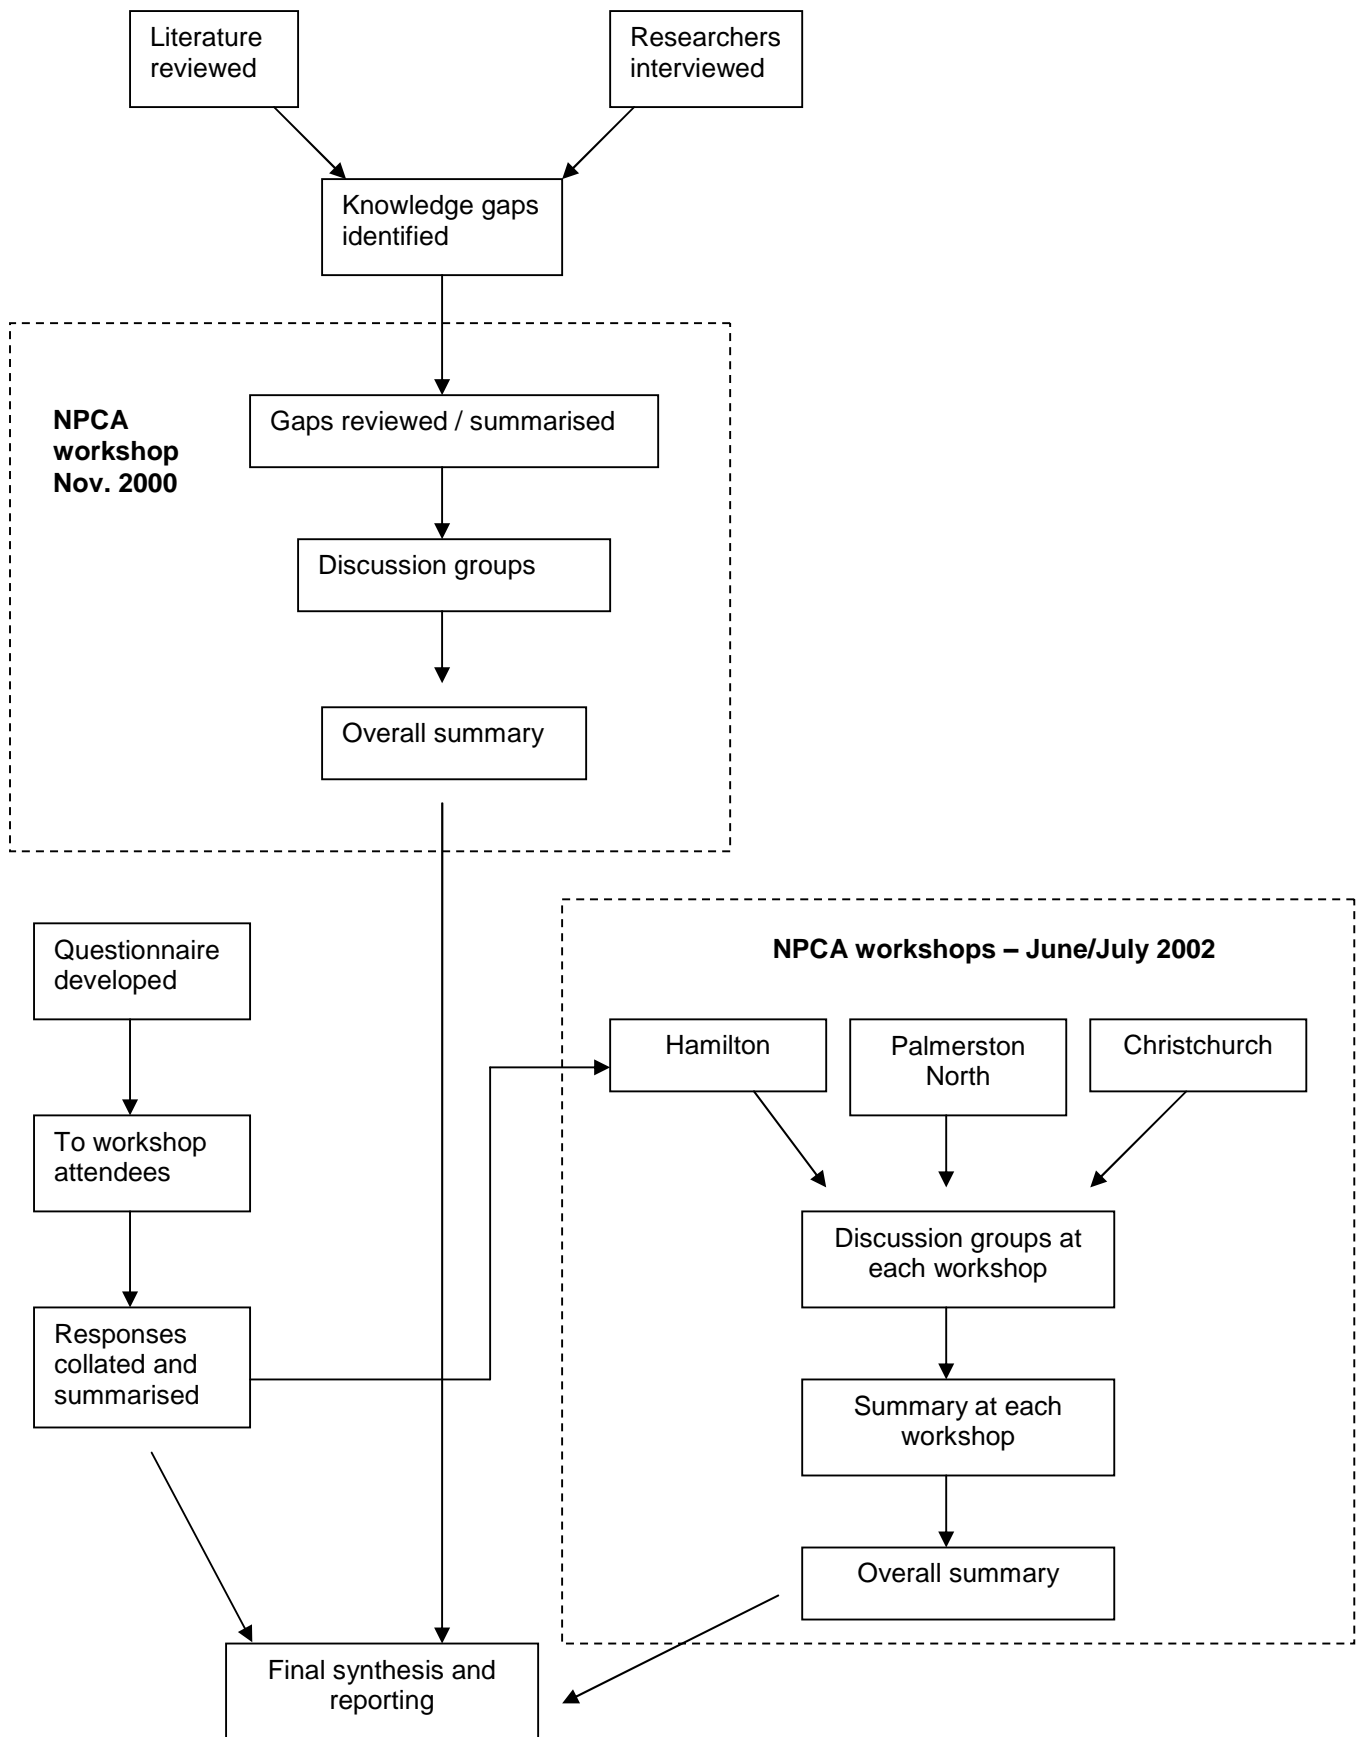 Literature
reviewed
Researchers
interviewed
Knowledge gaps
identified
NPCA
workshop
Nov. 2000
Gaps reviewed / summarised
Discussion groups
Overall summary
Questionnaire
developed
To workshop
attendees
Responses
collated and
summarised
NPCA workshops – June/July 2002
Hamilton
Palmerston
North
Christchurch
Discussion groups at
each workshop
Summary at each
workshop
Overall summary
Final synthesis and
reporting